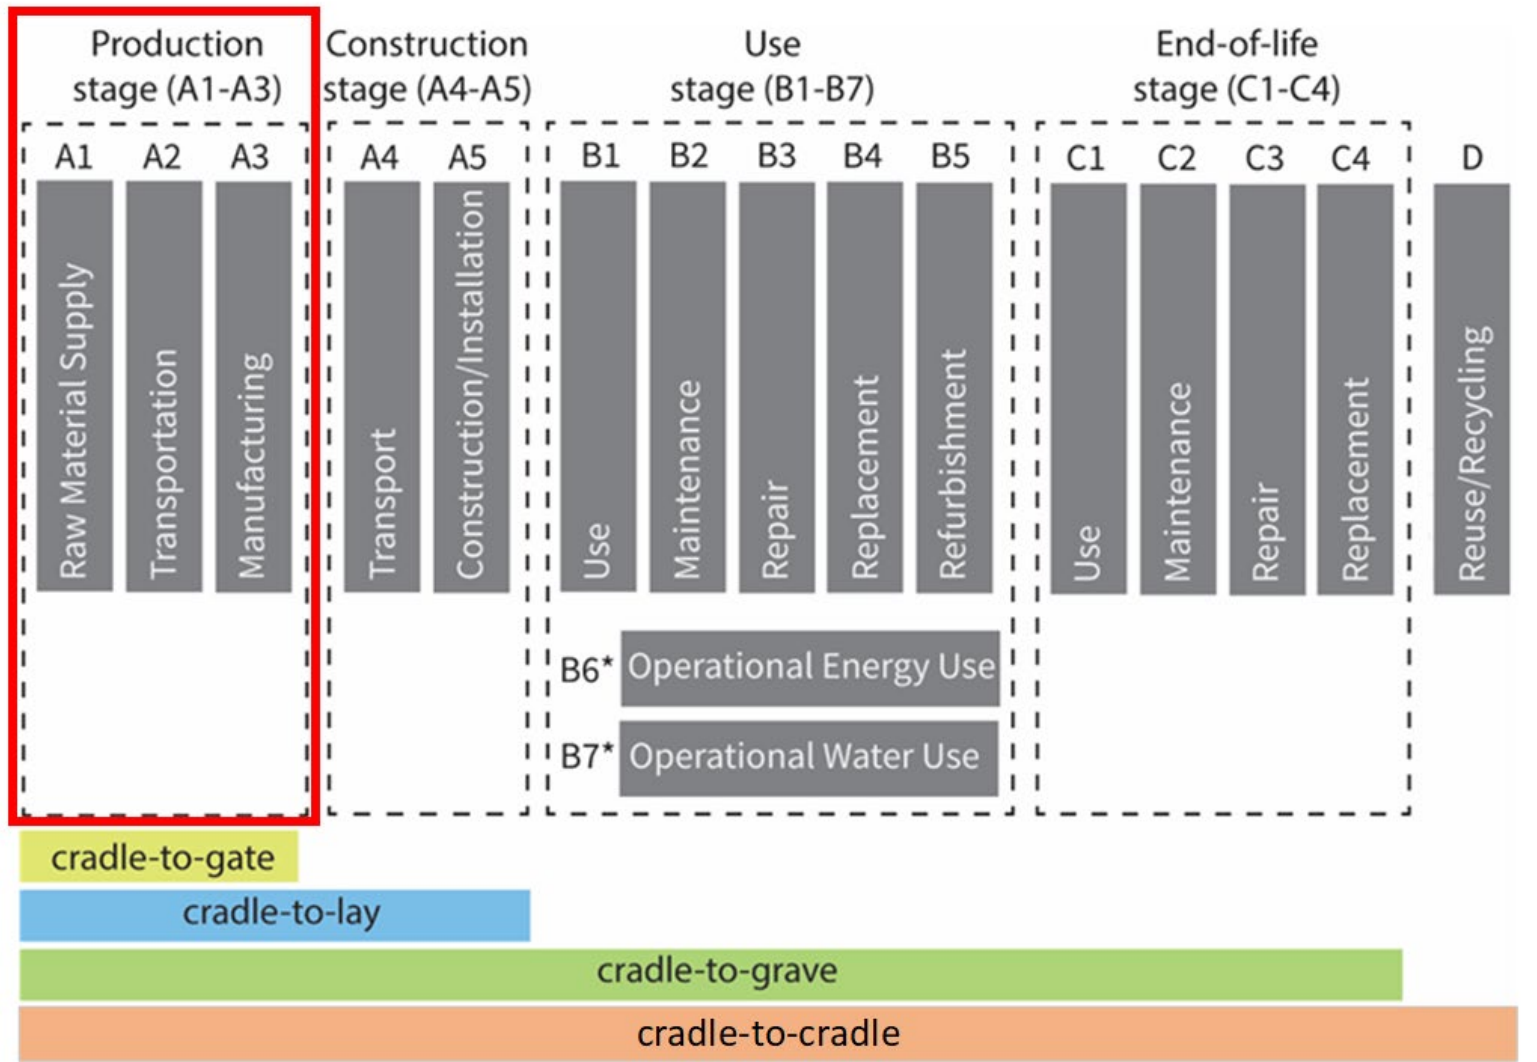 Production
stage (A1-A3)
Construction
stage (A4-A5)
Use
stage (B1-B7)
End-of-life
stage (C1-C4)
A1
A2
A3
A4
A5
B1
B2
B3
B4
B5
C1
C2
C3
C4
D
Raw Material Supply
Transportation
Manufacturing
Transport
Construction/Installation
Use
Maintenance
Repair
Replacement
Refurbishment
Use
Maintenance
Repair
Replacement
Reuse/Recycling
B6* Operational Energy Use
B7* Operational Water Use
cradle-to-gate
cradle-to-lay
cradle-to-grave
cradle-to-cradle